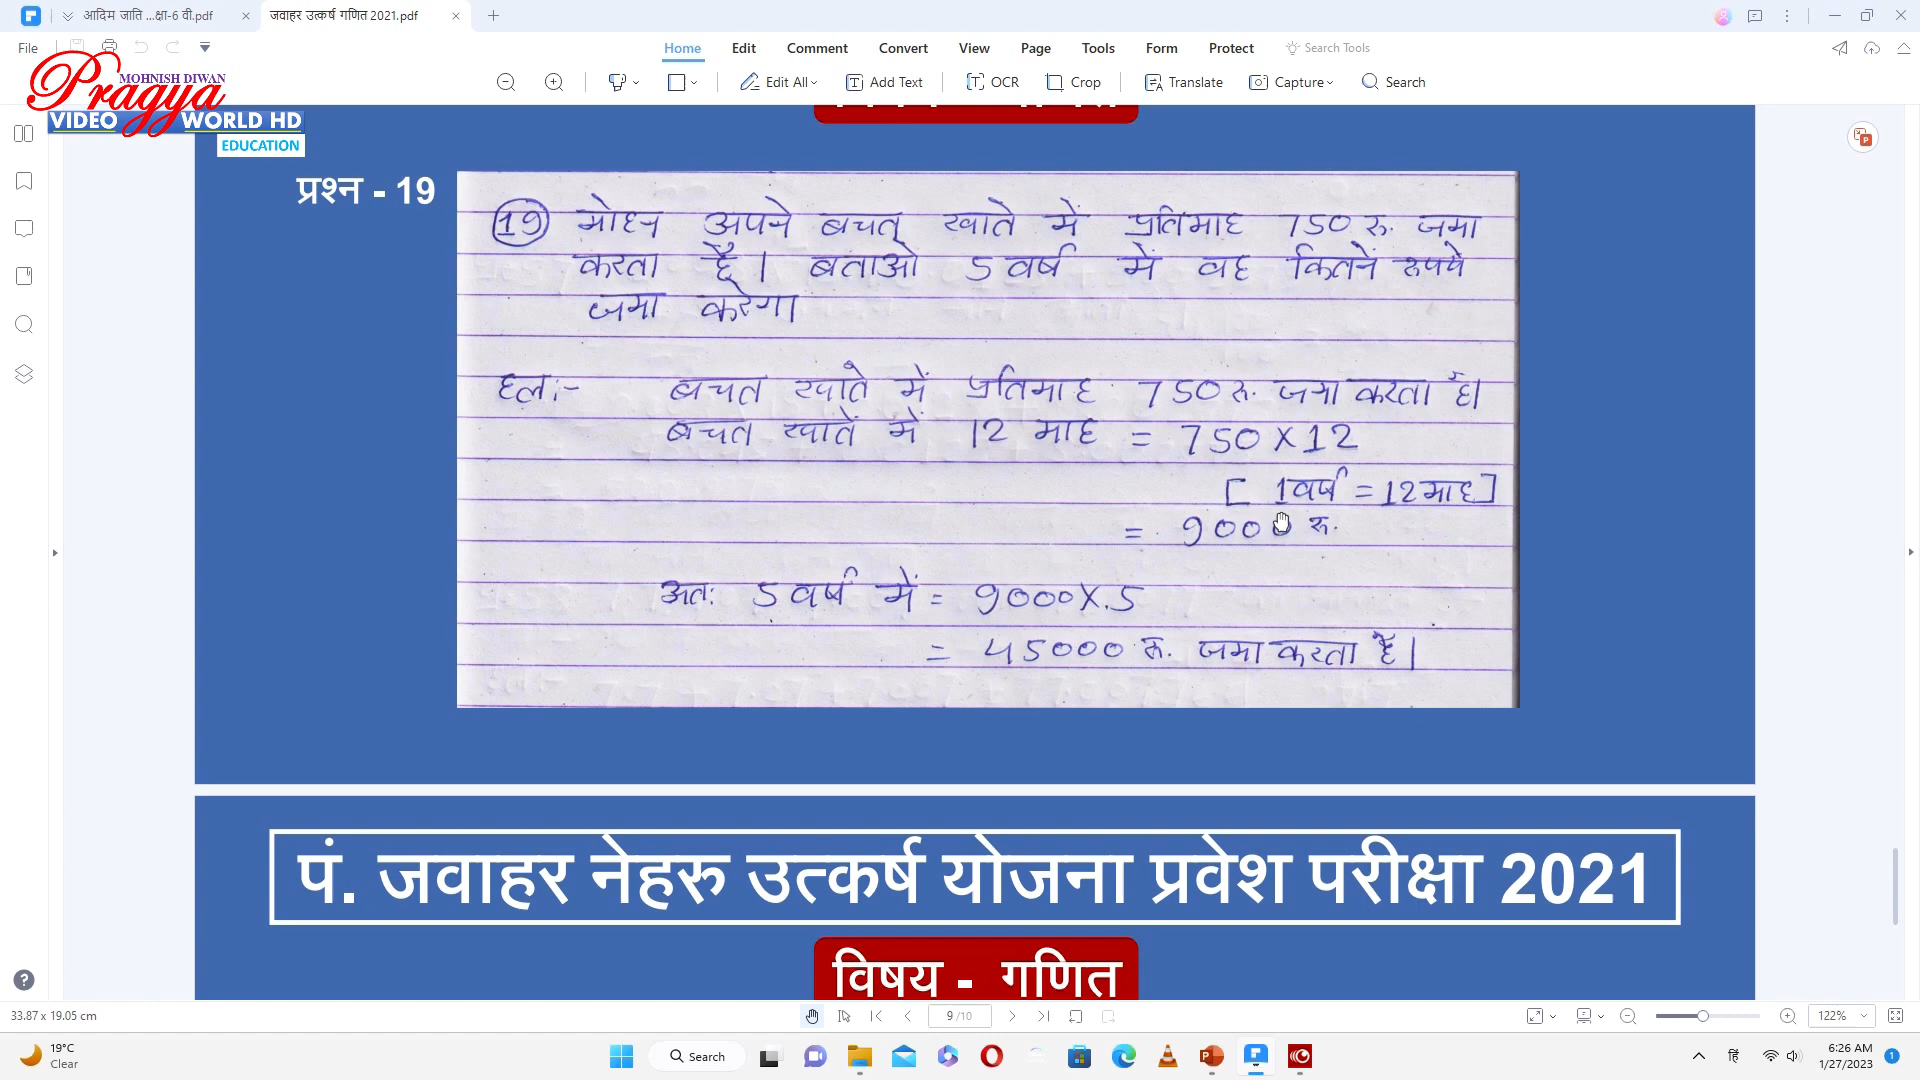 आदिम जाति ...क्षा-6 वी.pdf
जवाहर उत्कर्ष गणित 2021.pdf
File
Home Edit Comment Convert View Page Tools Form Protect Search Tools
Edit All Add Text OCR Crop Translate Capture Search
MOHNISH DIWAN
Pragya
VIDEO WORLD HD
EDUCATION
प्रश्न - 19
19 मोहन अपने बचत् खाते में प्रतिमाह 750 रु. जमा
करता है। बताओ 5 वर्ष में वह कितनें रुपये
जमा करेगा
हल:- बचत खाते में प्रतिमाह 750 रु. जमा करता है।
बचत खातें में 12 माह = 750 X 12
[ 1 वर्ष = 12 माह ]
= 9000 रु.
अतः 5 वर्ष में = 9000 X 5
= 45000 रु. जमा करता है।
पं. जवाहर नेहरु उत्कर्ष योजना प्रवेश परीक्षा 2021
विषय - गणित
33.87 x 19.05 cm
9 /10
122%
19°C
Clear
Search
हिं
6:26 AM
1/27/2023
1